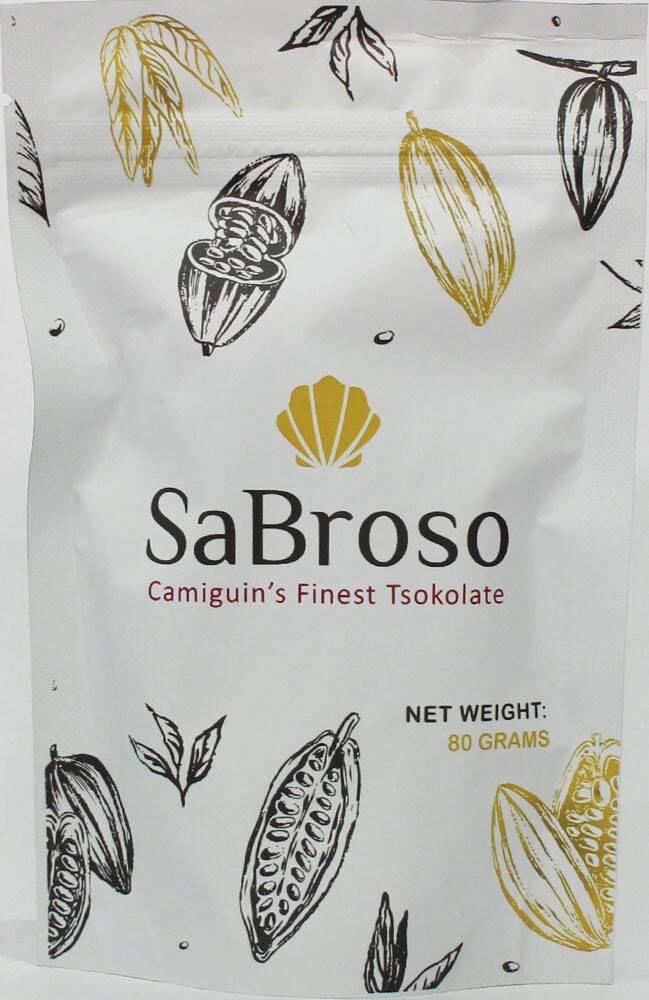 SaBroso
Camiguin's Finest Tsokolate
NET WEIGHT:
80 GRAMS